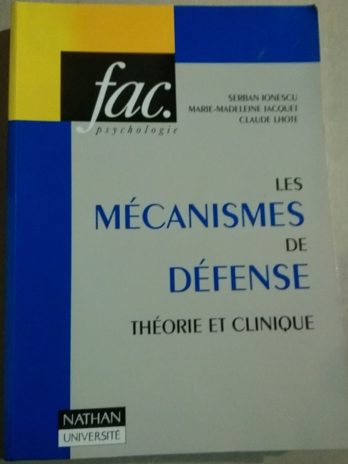 fac.
psychologie
SERBAN IONESCU
MARIE-MADELEINE JACQUET
CLAUDE LHOTE
LES
MÉCANISMES
DE
DÉFENSE
THÉORIE ET CLINIQUE
NATHAN
UNIVERSITÉ